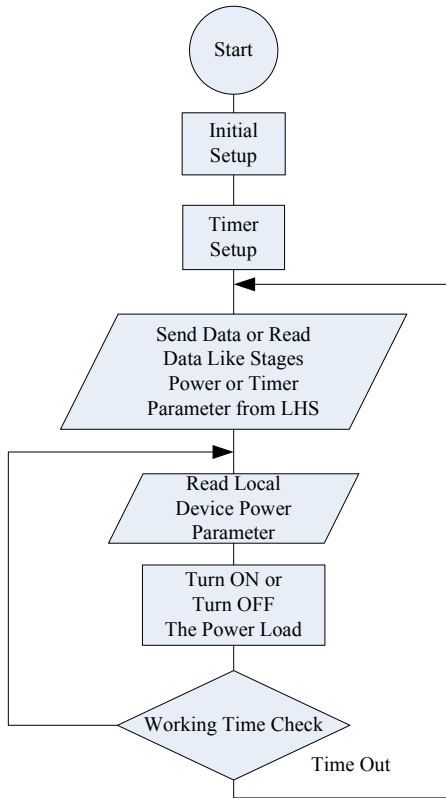 Start
Initial
Setup
Timer
Setup
Send Data or Read
Data Like Stages
Power or Timer
Parameter from LHS
Read Local
Device Power
Parameter
Turn ON or
Turn OFF
The Power Load
Working Time Check
Time Out